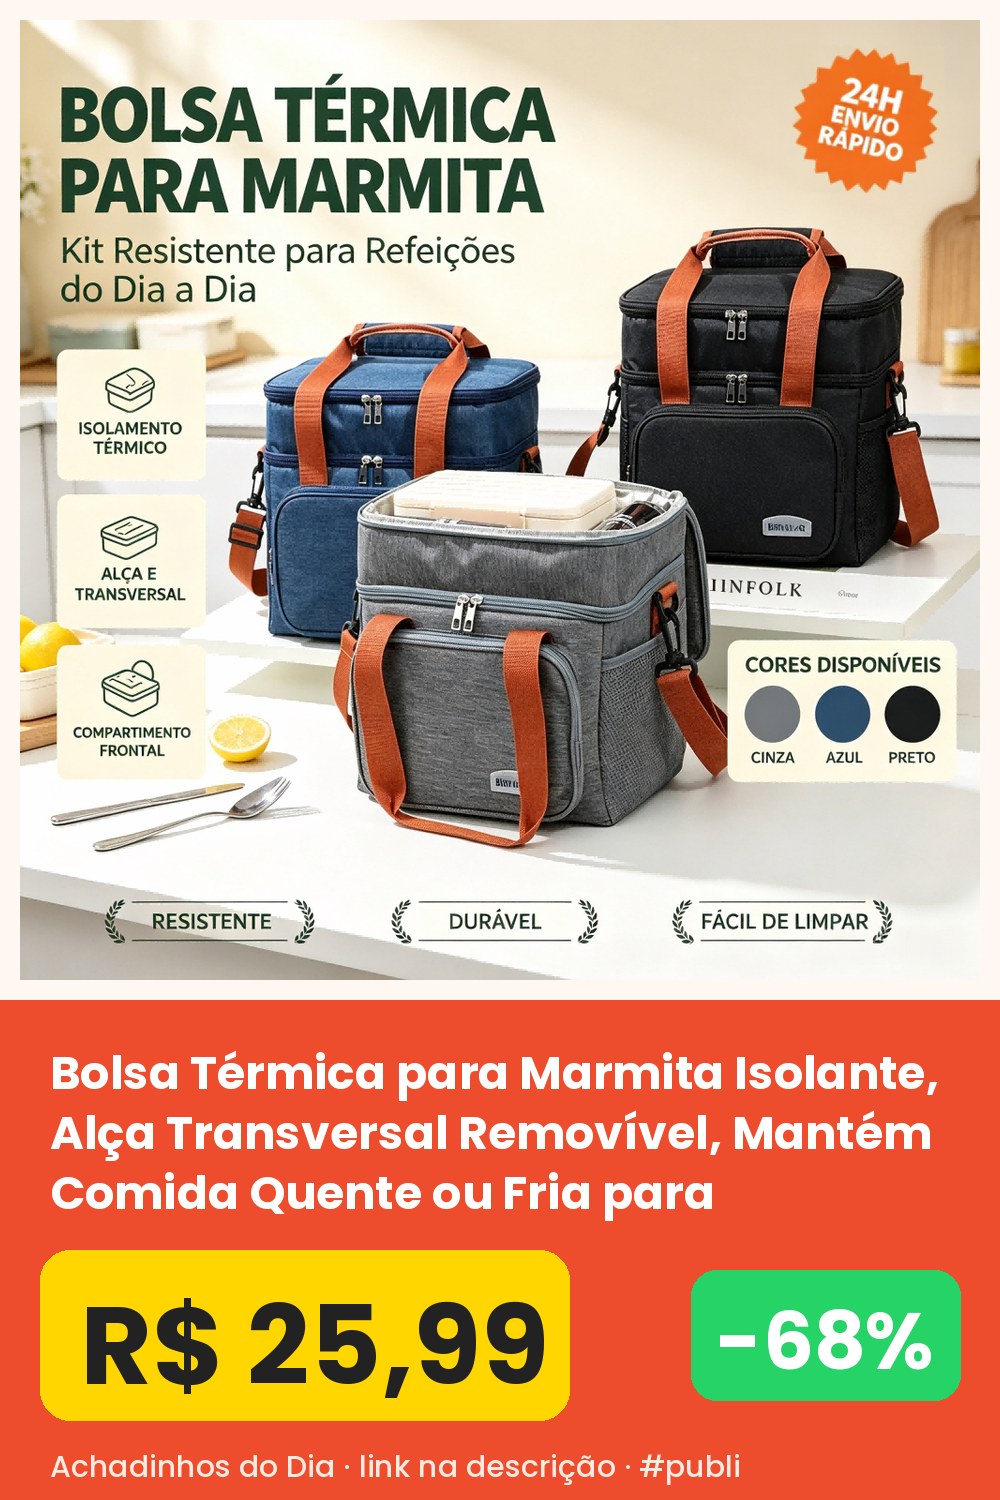 BOLSA TÉRMICA
PARA MARMITA
Kit Resistente para Refeições
do Dia a Dia
24H
ENVIO
RÁPIDO
ISOLAMENTO
TÉRMICO
ALÇA E
TRANSVERSAL
COMPARTIMENTO
FRONTAL
IINFOLK
CORES DISPONÍVEIS
CINZA
AZUL
PRETO
RESISTENTE
DURÁVEL
FÁCIL DE LIMPAR
Bolsa Térmica para Marmita Isolante,
Alça Transversal Removível, Mantém
Comida Quente ou Fria para
R$ 25,99
-68%
Achadinhos do Dia · link na descrição · #publi